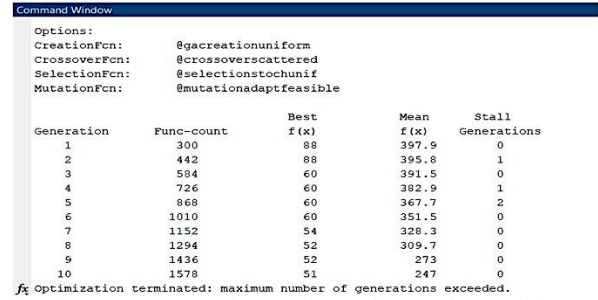 Command Window
Options:
CreationFcn: @gacreationuniform
CrossoverFcn: @crossoverscattered
SelectionFcn: @selectionstochunif
MutationFcn: @mutationadaptfeasible
Best Mean Stall
Generation Func-count f(x) f(x) Generations
1 300 88 397.9 0
2 442 88 395.8 1
3 584 60 391.5 0
4 726 60 382.9 1
5 868 60 367.7 2
6 1010 60 351.5 0
7 1152 54 328.3 0
8 1294 52 309.7 0
9 1436 52 273 0
10 1578 51 247 0
fx Optimization terminated: maximum number of generations exceeded.